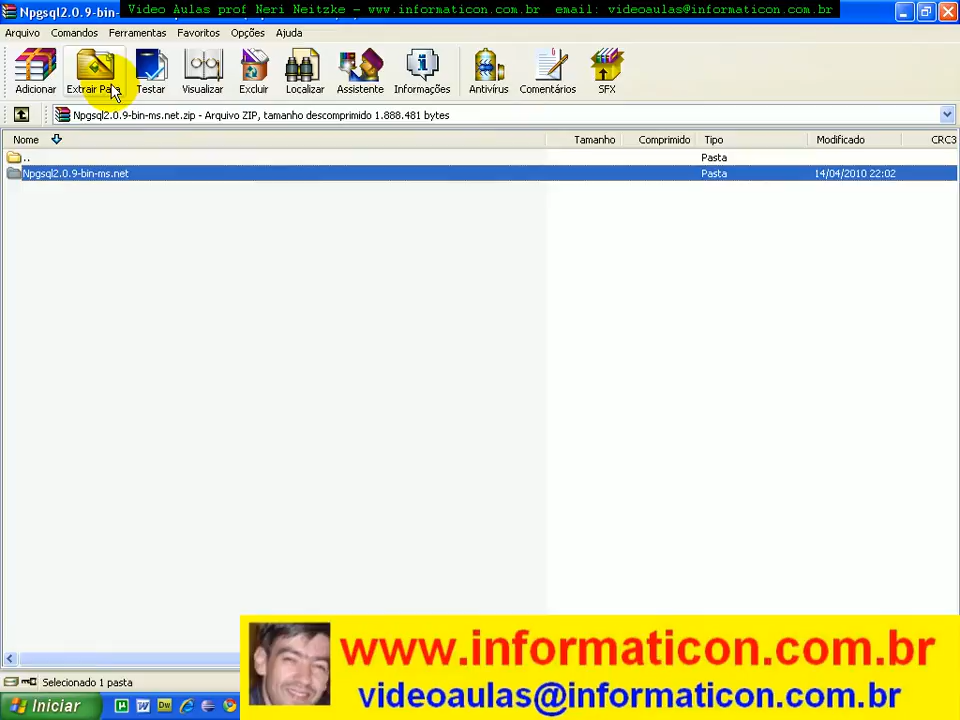 Npgsql2.0.9-bin-
Video Aulas prof Neri Neitzke - www.informaticon.com.br email: videoaulas@informaticon.com.br
Arquivo Comandos Ferramentas Favoritos Opções Ajuda
Adicionar Extrair Para Testar Visualizar Excluir Localizar Assistente Informações Antivírus Comentários SFX
Npgsql2.0.9-bin-ms.net.zip - Arquivo ZIP, tamanho descomprimido 1.888.481 bytes
Nome Tamanho Comprimido Tipo Modificado CRC3
.. Pasta
Npgsql2.0.9-bin-ms.net Pasta 14/04/2010 22:02
www.informaticon.com.br
videoaulas@informaticon.com.br
Selecionado 1 pasta
Iniciar